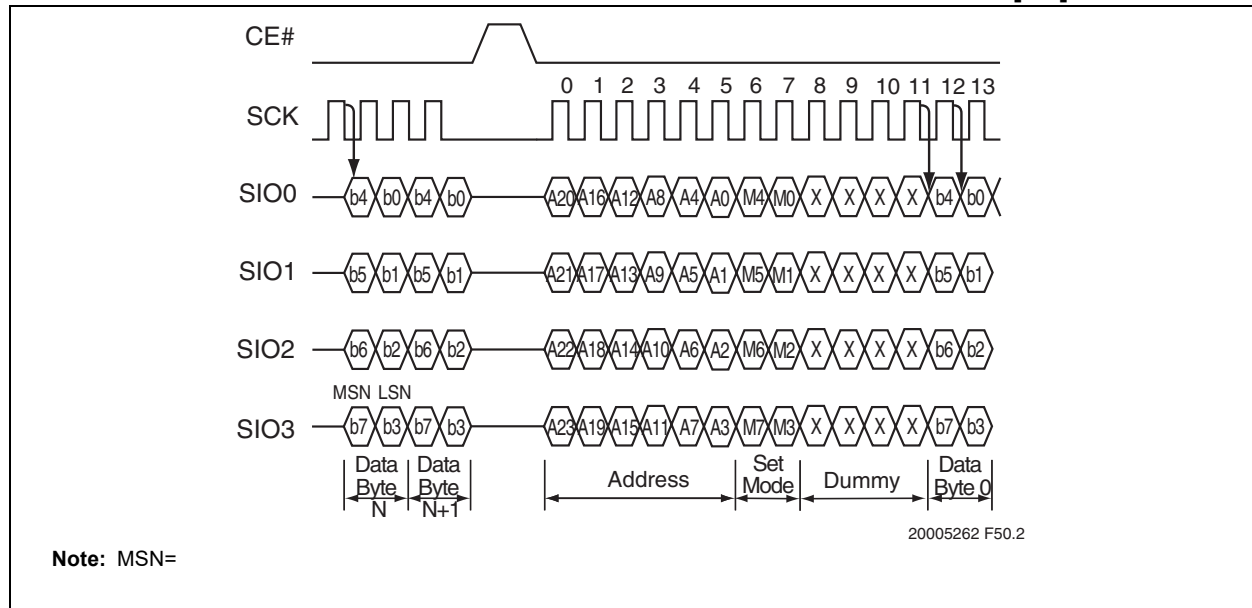 CE#
0 1 2 3 4 5 6 7 8 9 10 11 12 13
SCK
SIO0 b4 b0 b4 b0 A20 A16 A12 A8 A4 A0 M4 M0 X X X X b4 b0
SIO1 b5 b1 b5 b1 A21 A17 A13 A9 A5 A1 M5 M1 X X X X b5 b1
SIO2 b6 b2 b6 b2 A22 A18 A14 A10 A6 A2 M6 M2 X X X X b6 b2
MSN LSN
SIO3 b7 b3 b7 b3 A23 A19 A15 A11 A7 A3 M7 M3 X X X X b7 b3
Data Byte N
Data Byte N+1
Address
Set Mode
Dummy
Data Byte 0
20005262 F50.2
Note: MSN=